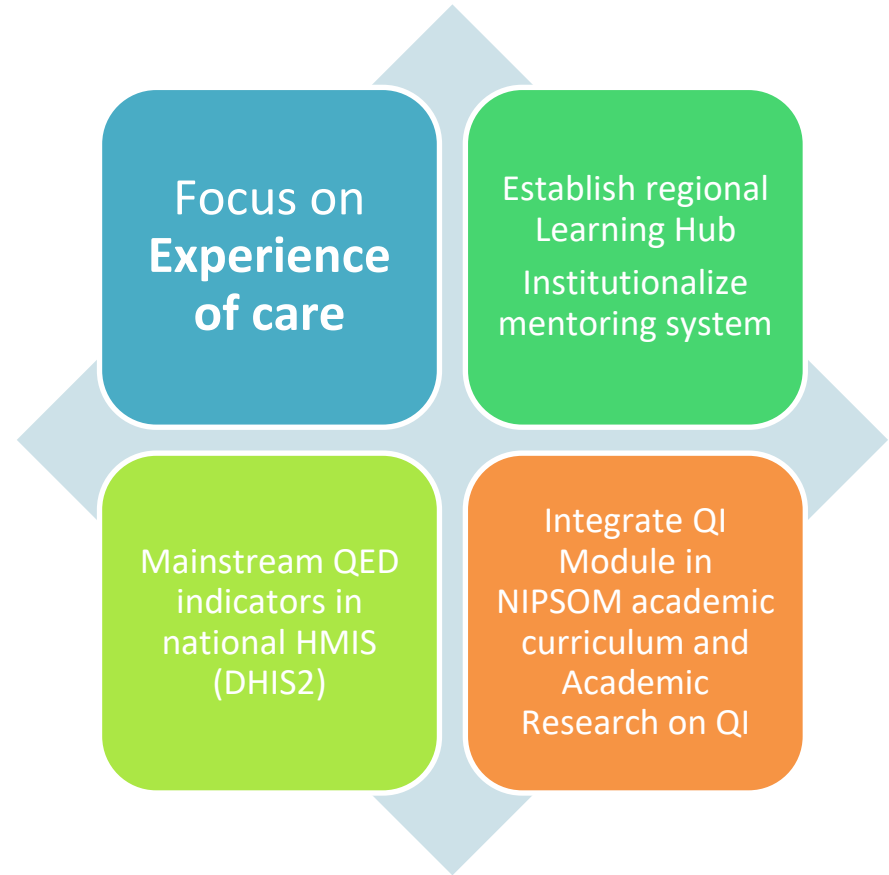 Focus on
Experience
of care
Establish regional
Learning Hub
Institutionalize
mentoring system
Mainstream QED
indicators in
national HMIS
(DHIS2)
Integrate QI
Module in
NIPSOM academic
curriculum and
Academic
Research on QI